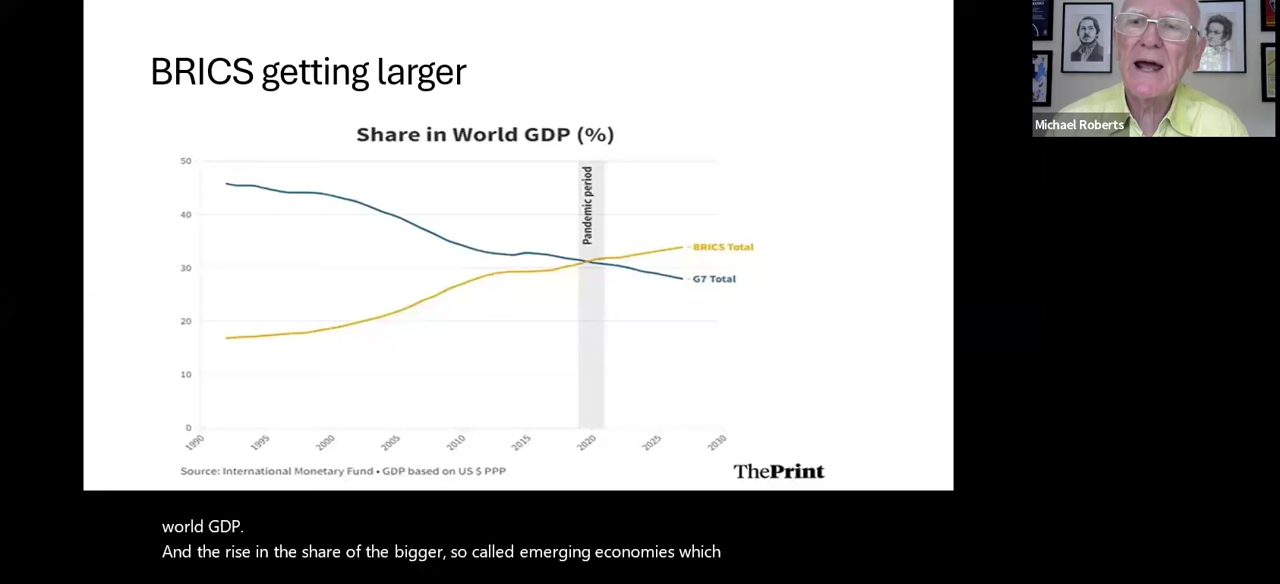 BRICS getting larger
Share in World GDP (%)
50
40
30
20
10
0
Pandemic period
BRICS Total
G7 Total
1990
1995
2000
2005
2010
2015
2020
2025
2030
Source: International Monetary Fund • GDP based on US $ PPP
ThePrint
Michael Roberts
world GDP.
And the rise in the share of the bigger, so called emerging economies which